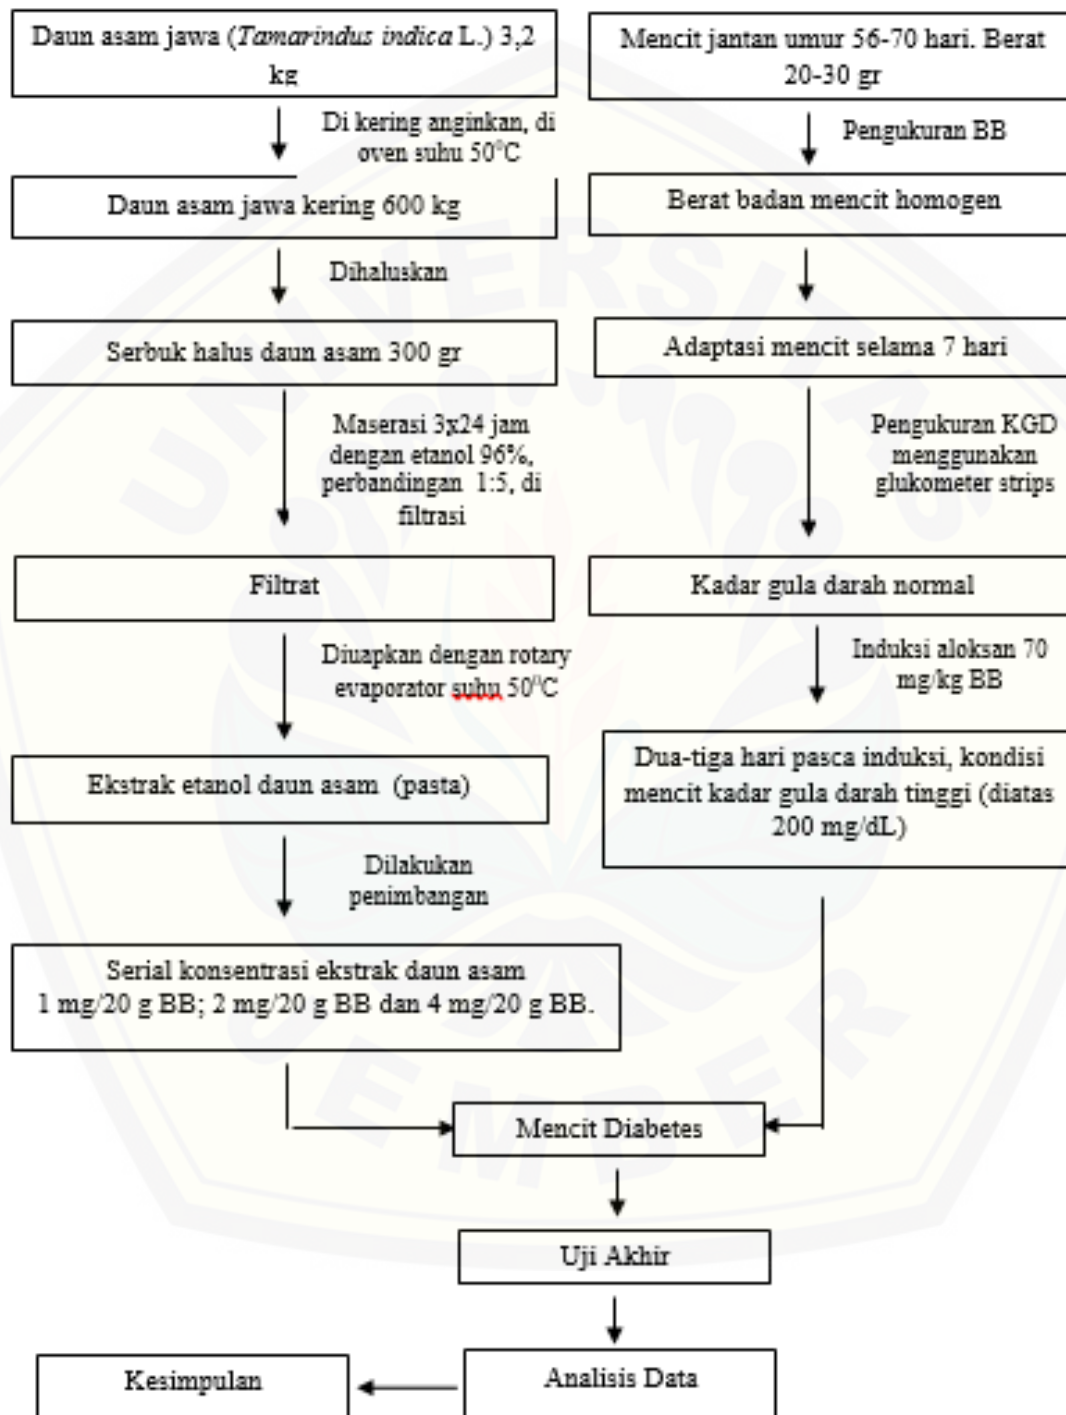 Daun asam jawa (Tamarindus indica L.) 3,2
kg
Di kering anginkan, di
oven suhu 50°C
Daun asam jawa kering 600 kg
Dihaluskan
Serbuk halus daun asam 300 gr
Maserasi 3x24 jam
dengan etanol 96%,
perbandingan 1:5, di
filtrasi
Filtrat
Diuapkan dengan rotary
evaporator suhu 50°C
Ekstrak etanol daun asam (pasta)
Dilakukan
penimbangan
Serial konsentrasi ekstrak daun asam
1 mg/20 g BB; 2 mg/20 g BB dan 4 mg/20 g BB.
Mencit jantan umur 56-70 hari. Berat
20-30 gr
Pengukuran BB
Berat badan mencit homogen
Adaptasi mencit selama 7 hari
Pengukuran KGD
menggunakan
glukometer strips
Kadar gula darah normal
Induksi aloksan 70
mg/kg BB
Dua-tiga hari pasca induksi, kondisi
mencit kadar gula darah tinggi (diatas
200 mg/dL)
Mencit Diabetes
Uji Akhir
Analisis Data
Kesimpulan
UNIVERSITAS
JEMBER